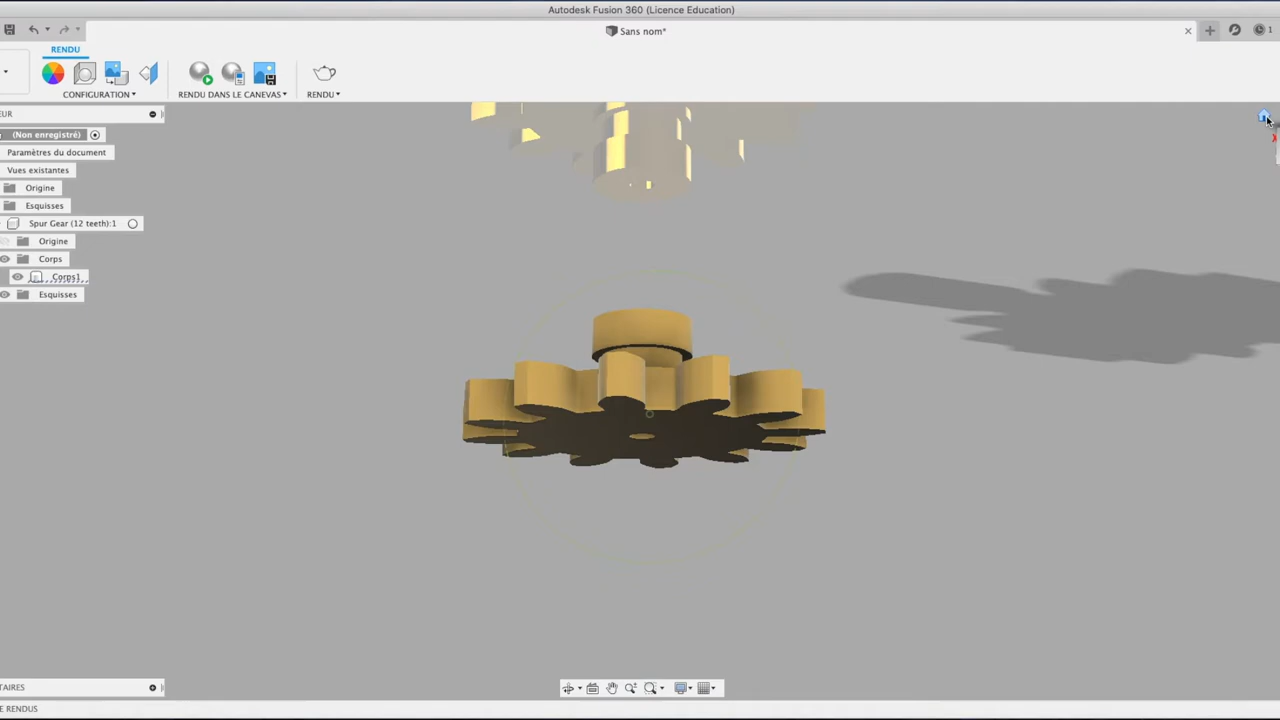 Autodesk Fusion 360 (Licence Education)
Sans nom*
1
RENDU
CONFIGURATION
RENDU DANS LE CANEVAS
RENDU
EUR
(Non enregistré)
Paramètres du document
Vues existantes
Origine
Esquisses
Spur Gear (12 teeth):1
Origine
Corps
Corps1
Esquisses
X
TAIRES
E RENDUS